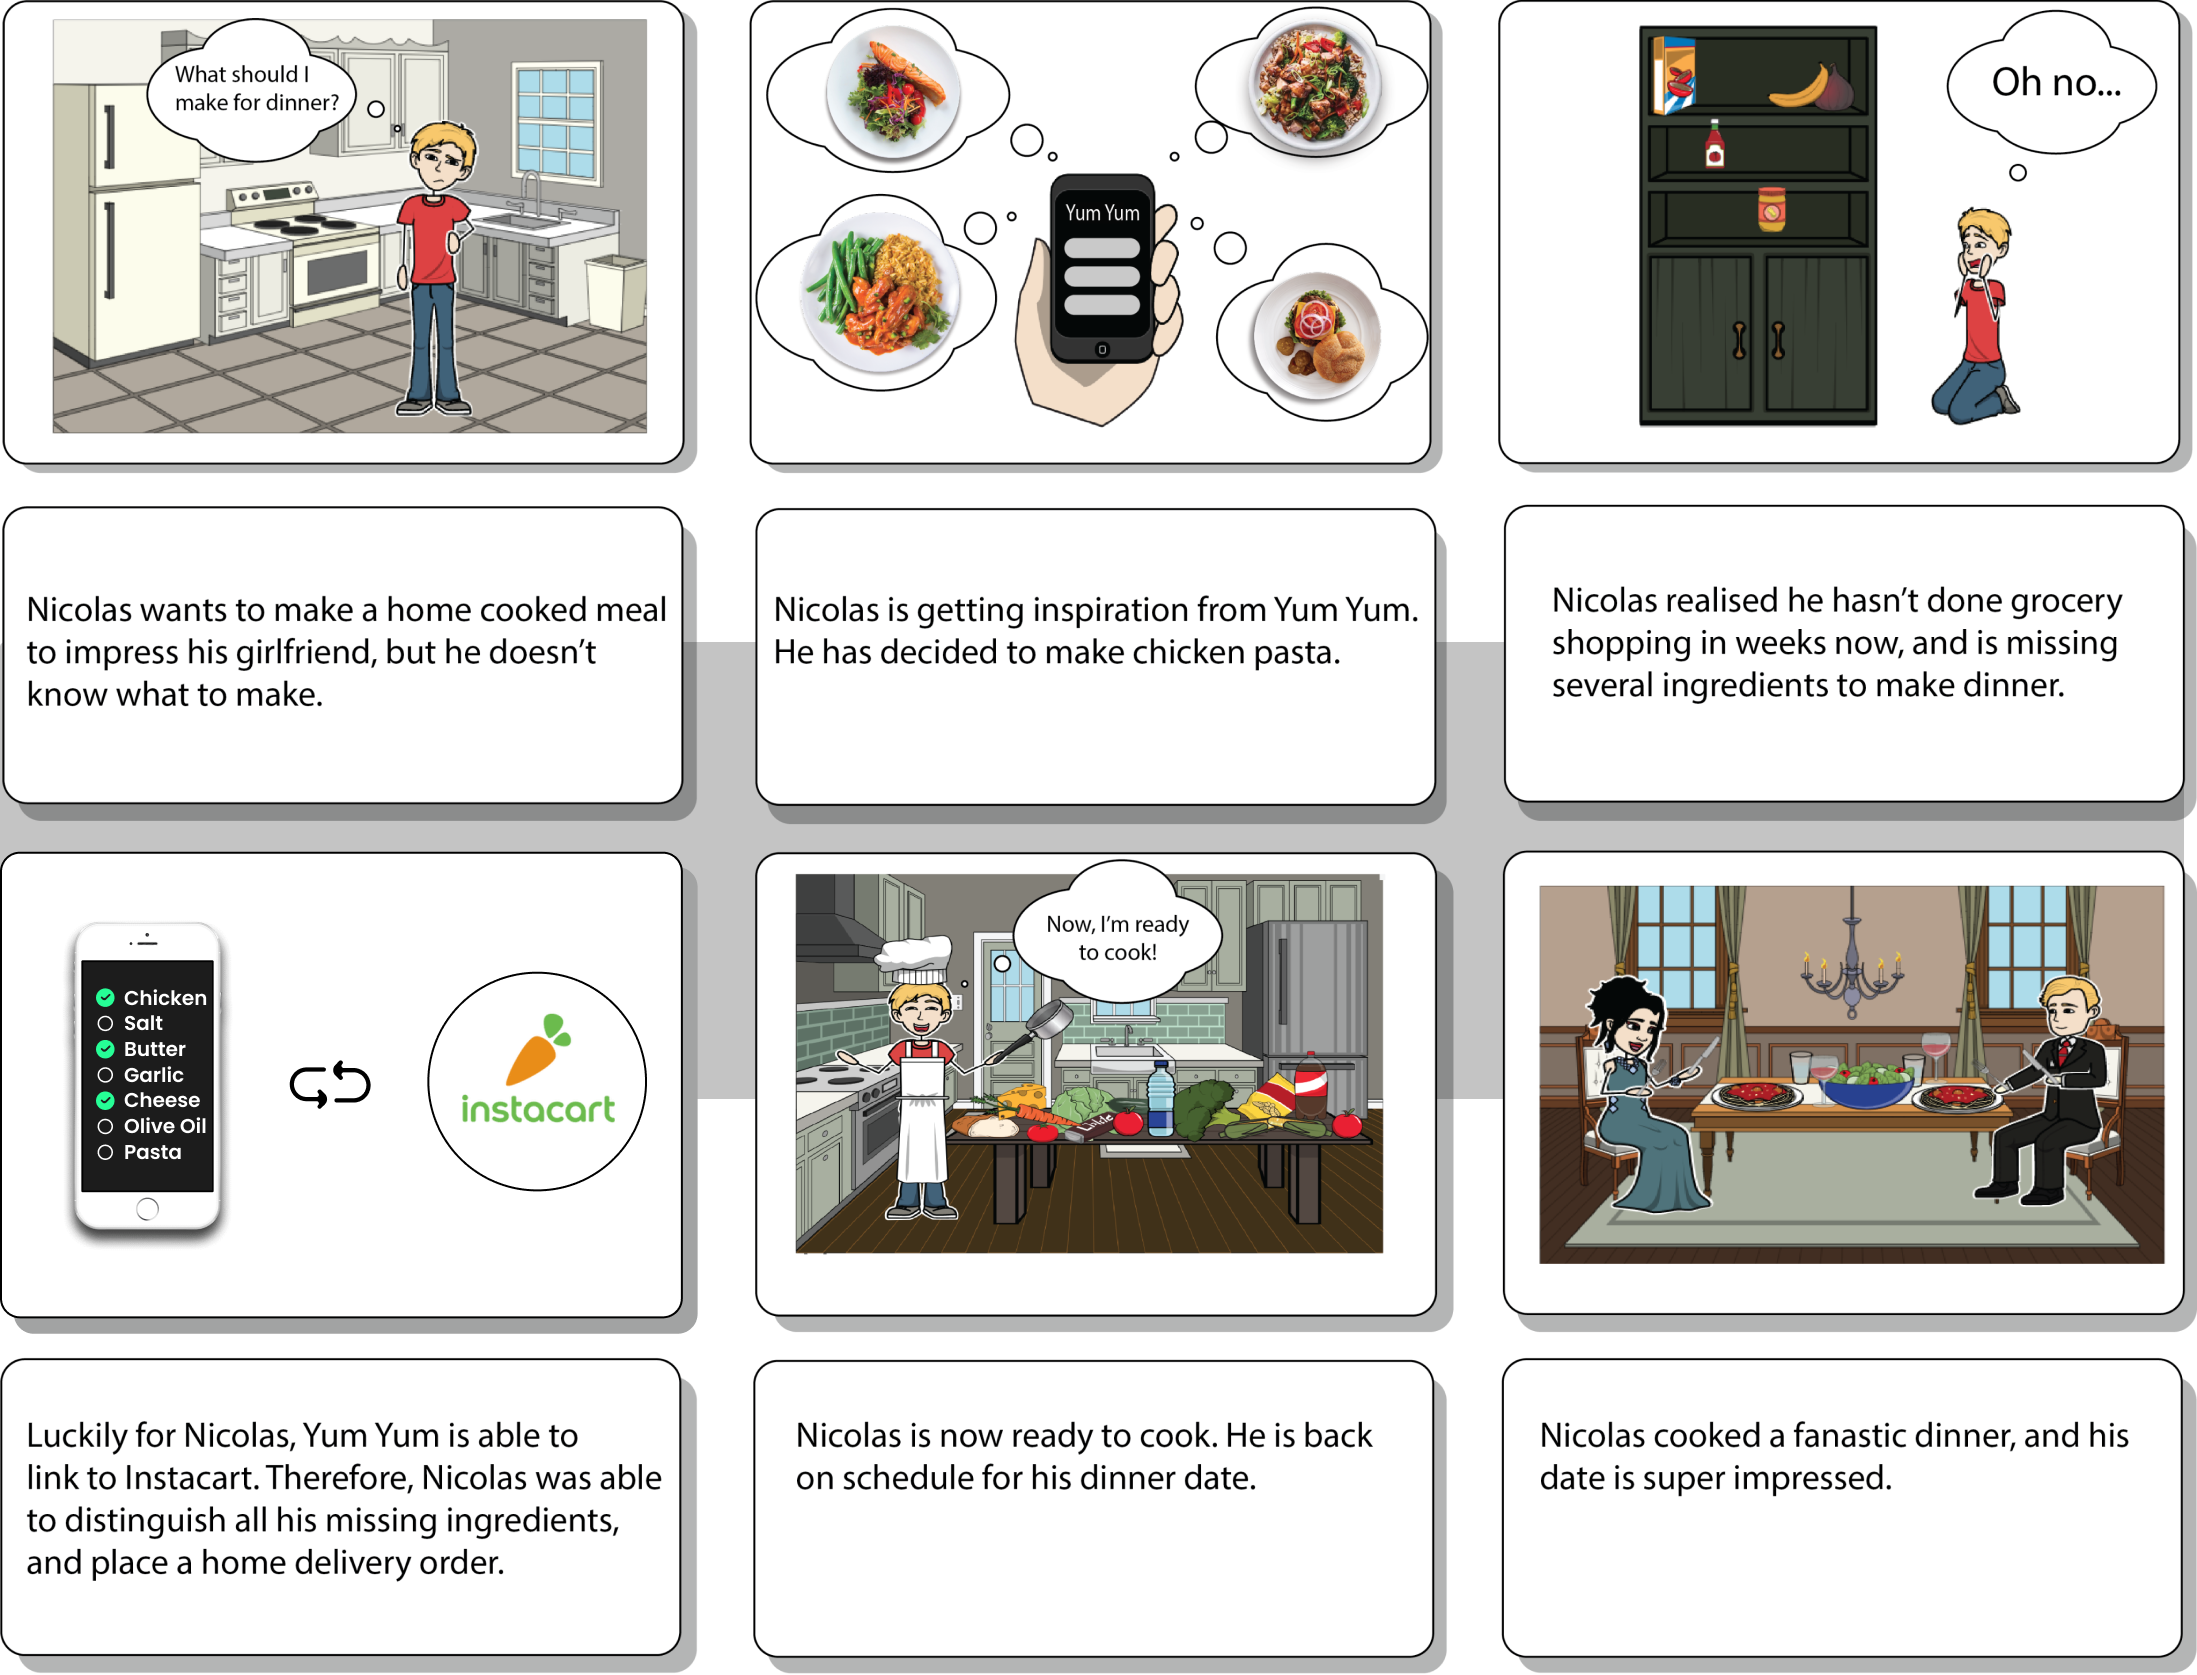 What should I
make for dinner?
Yum Yum
Oh no...
Nicolas wants to make a home cooked meal
to impress his girlfriend, but he doesn't
know what to make.
Nicolas is getting inspiration from Yum Yum.
He has decided to make chicken pasta.
Nicolas realised he hasn't done grocery
shopping in weeks now, and is missing
several ingredients to make dinner.
Chicken
Salt
Butter
Garlic
Cheese
Olive Oil
Pasta
instacart
Now, I'm ready
to cook!
Luckily for Nicolas, Yum Yum is able to
link to Instacart. Therefore, Nicolas was able
to distinguish all his missing ingredients,
and place a home delivery order.
Nicolas is now ready to cook. He is back
on schedule for his dinner date.
Nicolas cooked a fanastic dinner, and his
date is super impressed.